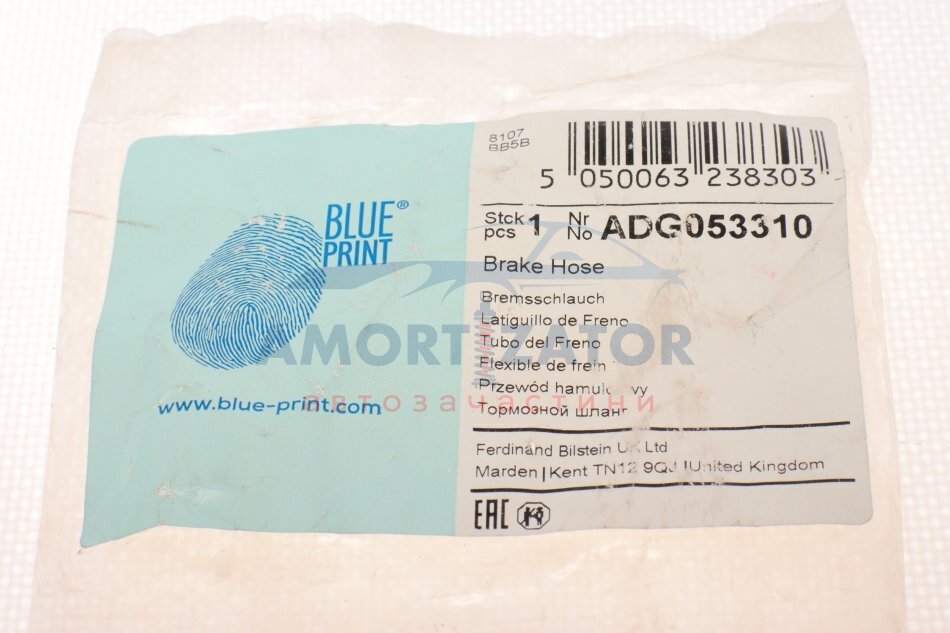 BLUE
PRINT®
www.blue-print.com
8107
BB5B
5 050063 238303
Stck pcs 1 Nr No ADG053310
Brake Hose
Bremsschlauch
Latiguillo de Freno
Tubo del Freno
Flexible de frein
Przewód hamulcowy
Тормозной шланг
Ferdinand Bilstein UK Ltd
Marden | Kent TN12 9QJ | United Kingdom
EAC
AMORTIZATOR
автозапчастини